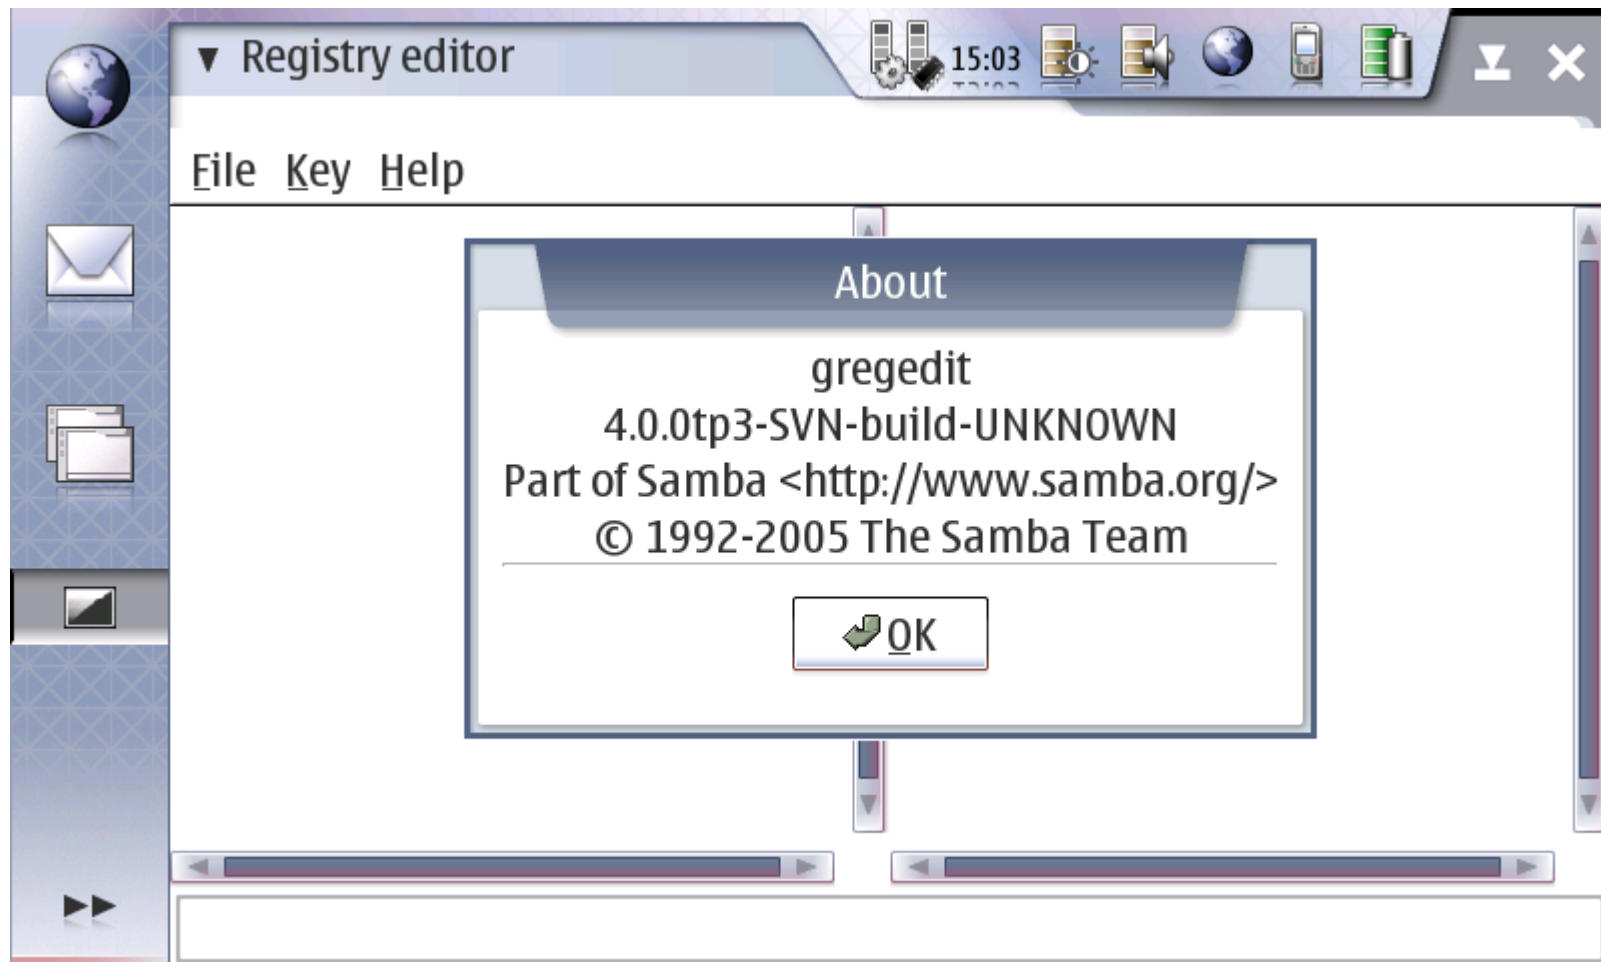 Registry editor
15:03
File Key Help
About
gregedit
4.0.0tp3-SVN-build-UNKNOWN
Part of Samba <http://www.samba.org/>
© 1992-2005 The Samba Team
OK